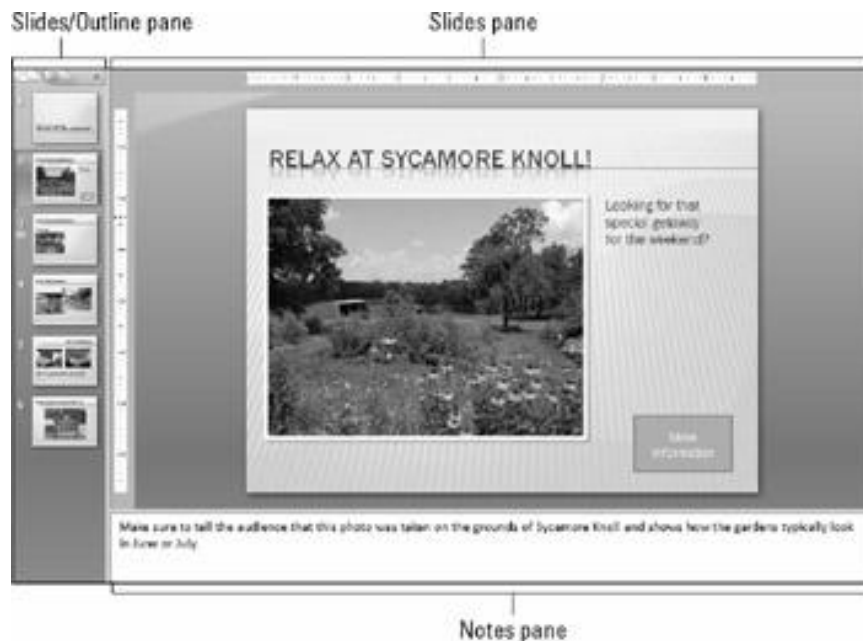 Slides/Outline pane
Slides pane
RELAX AT SYCAMORE KNOLL!
Looking for that
special getaway
for the weekend?
More
Information
Make sure to tell the audience that this photo was taken on the grounds of Sycamore Knoll and shows how the gardens typically look
in June or July
Notes pane